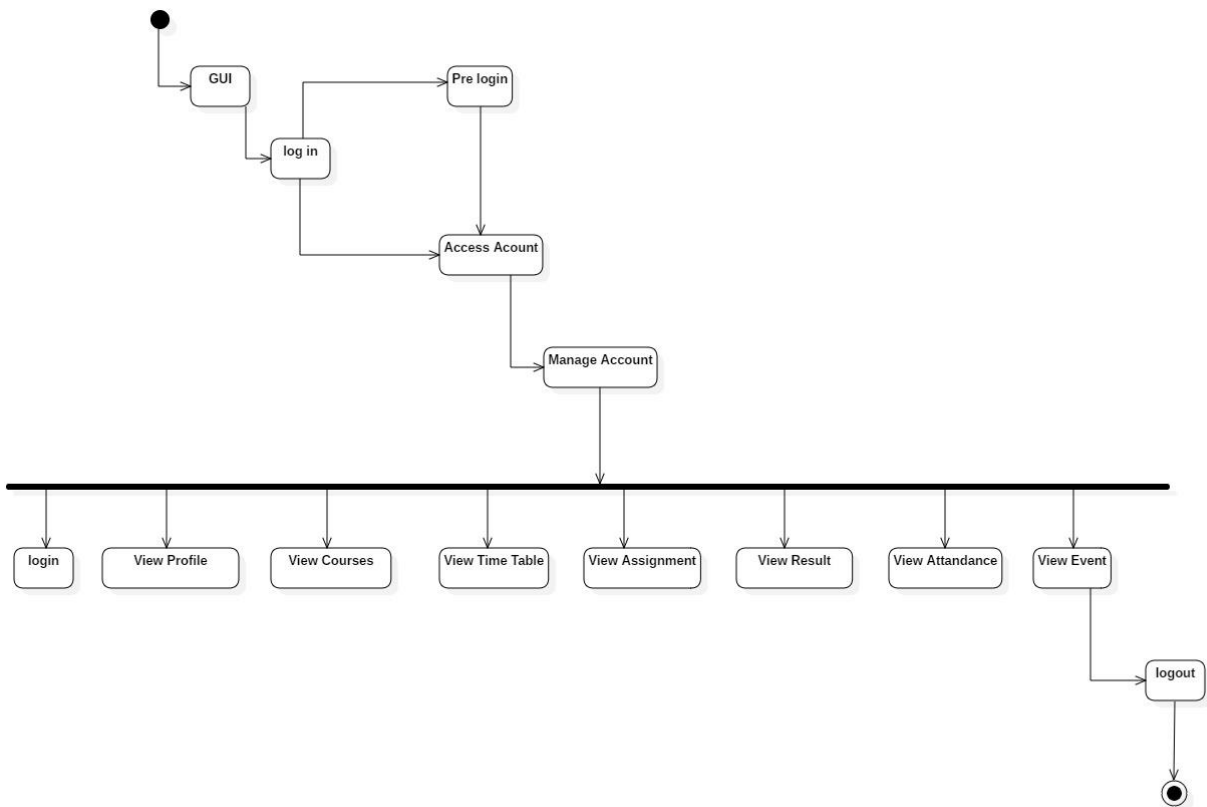 GUI
Pre login
log in
Access Acount
Manage Account
login
View Profile
View Courses
View Time Table
View Assignment
View Result
View Attandance
View Event
logout